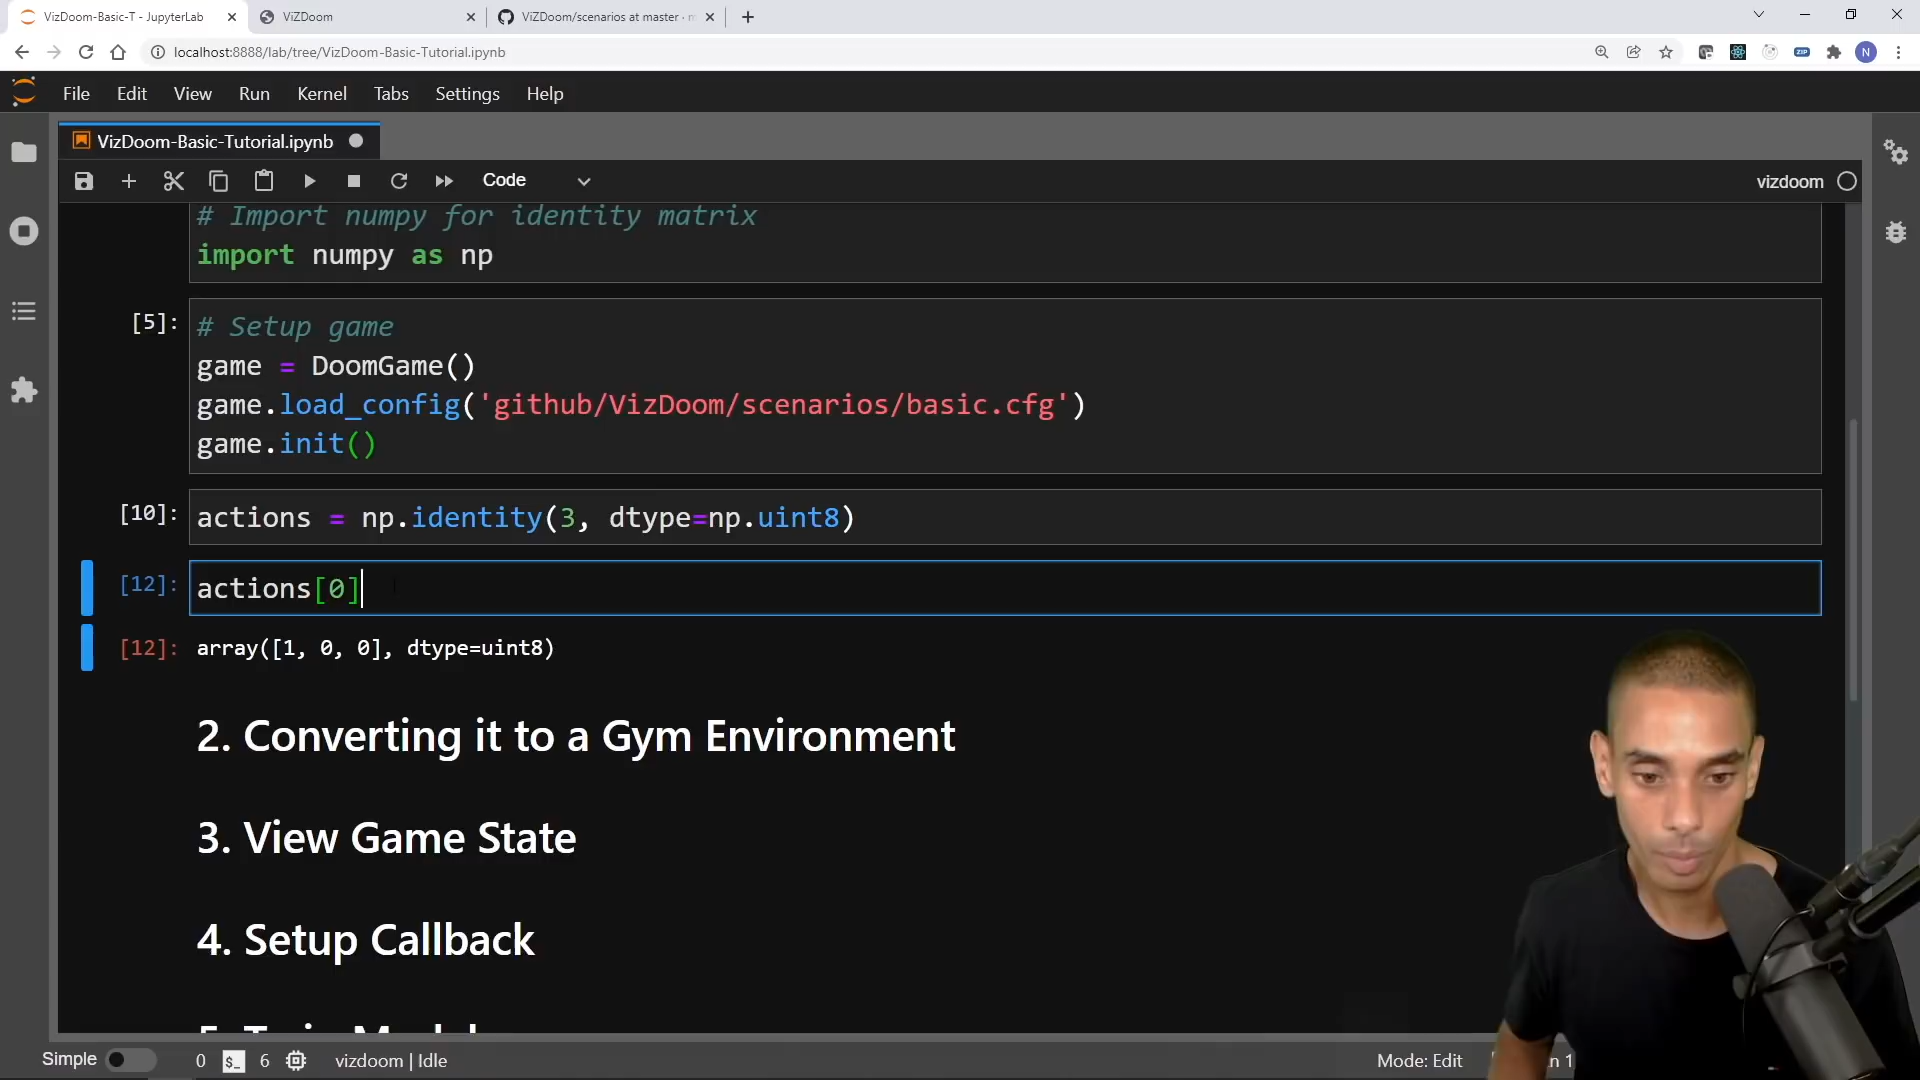 VizDoom-Basic-T - JupyterLab
ViZDoom
ViZDoom/scenarios at master
localhost:8888/lab/tree/VizDoom-Basic-Tutorial.ipynb
ZIP
N
File Edit View Run Kernel Tabs Settings Help
VizDoom-Basic-Tutorial.ipynb
Code
vizdoom
# Import numpy for identity matrix
import numpy as np
[5]:
# Setup game
game = DoomGame()
game.load_config('github/VizDoom/scenarios/basic.cfg')
game.init()
[10]:
actions = np.identity(3, dtype=np.uint8)
[12]:
actions[0]
[12]:
array([1, 0, 0], dtype=uint8)
2. Converting it to a Gym Environment
3. View Game State
4. Setup Callback
Simple 0 $_ 6 vizdoom | Idle Mode: Edit